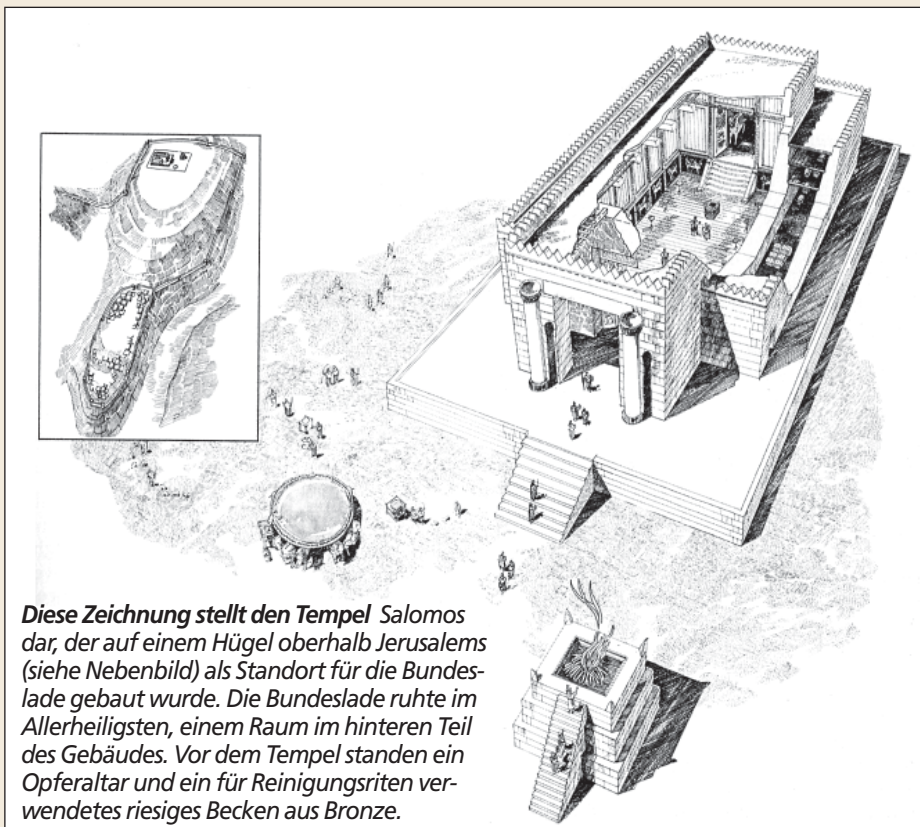 Diese Zeichnung stellt den Tempel Salomos
dar, der auf einem Hügel oberhalb Jerusalems
(siehe Nebenbild) als Standort für die Bundes-
lade gebaut wurde. Die Bundeslade ruhte im
Allerheiligsten, einem Raum im hinteren Teil
des Gebäudes. Vor dem Tempel standen ein
Opferaltar und ein für Reinigungsriten ver-
wendetes riesiges Becken aus Bronze.